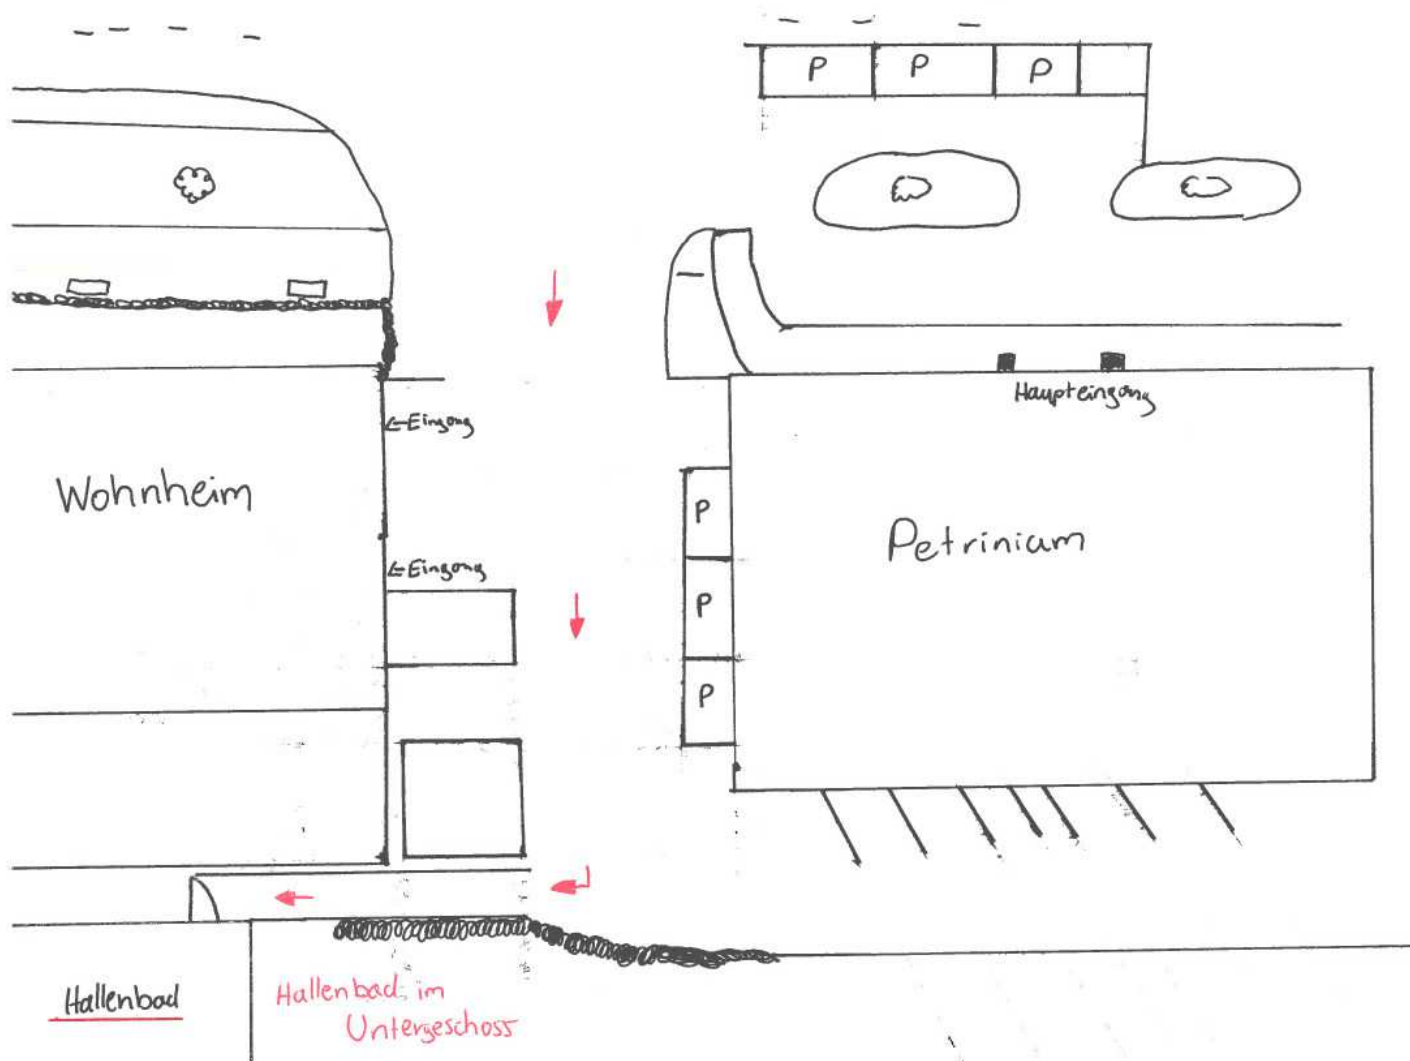 P P P
Haupteingang
←Eingang
Wohnheim
P
Petrinium
←Eingang
P
P
Hallenbad
Hallenbad im
Untergeschoss